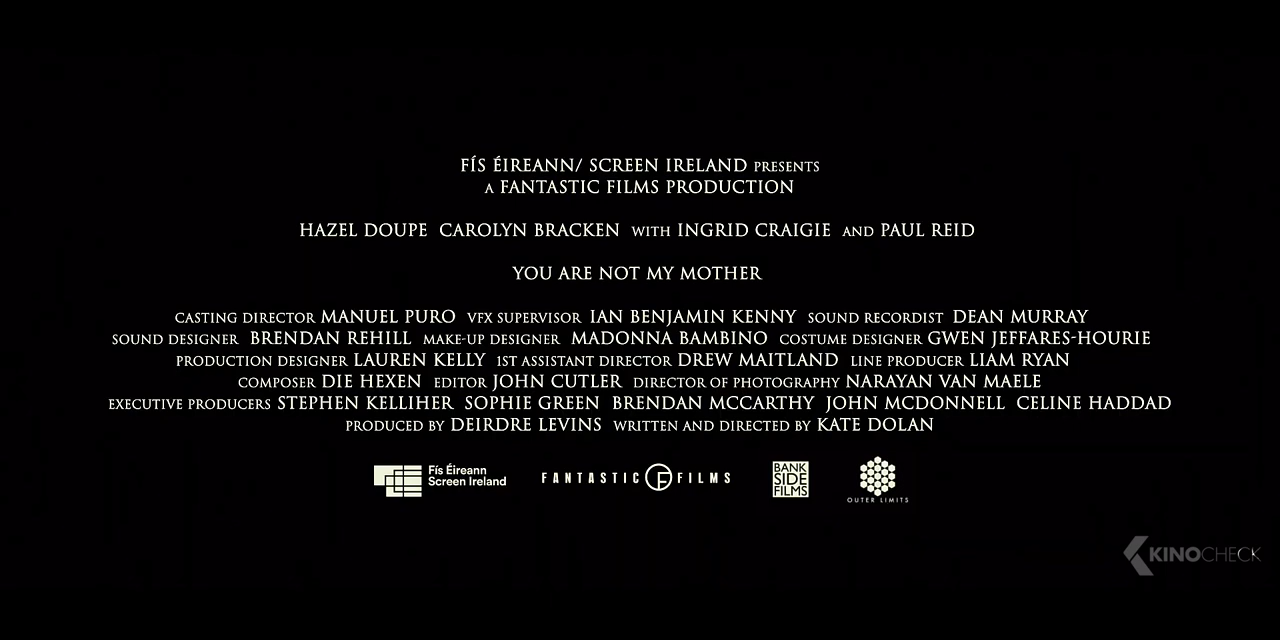 FÍS ÉIREANN/ SCREEN IRELAND PRESENTS
A FANTASTIC FILMS PRODUCTION
HAZEL DOUPE CAROLYN BRACKEN WITH INGRID CRAIGIE AND PAUL REID
YOU ARE NOT MY MOTHER
CASTING DIRECTOR MANUEL PURO VFX SUPERVISOR IAN BENJAMIN KENNY SOUND RECORDIST DEAN MURRAY
SOUND DESIGNER BRENDAN REHILL MAKE-UP DESIGNER MADONNA BAMBINO COSTUME DESIGNER GWEN JEFFARES-HOURIE
PRODUCTION DESIGNER LAUREN KELLY 1ST ASSISTANT DIRECTOR DREW MAITLAND LINE PRODUCER LIAM RYAN
COMPOSER DIE HEXEN EDITOR JOHN CUTLER DIRECTOR OF PHOTOGRAPHY NARAYAN VAN MAELE
EXECUTIVE PRODUCERS STEPHEN KELLIHER SOPHIE GREEN BRENDAN MCCARTHY JOHN MCDONNELL CELINE HADDAD
PRODUCED BY DEIRDRE LEVINS WRITTEN AND DIRECTED BY KATE DOLAN
Fís Éireann
Screen Ireland
FANTASTIC FF FILMS
BANK
SIDE
FILMS
OUTER LIMITS
KINOCHECK